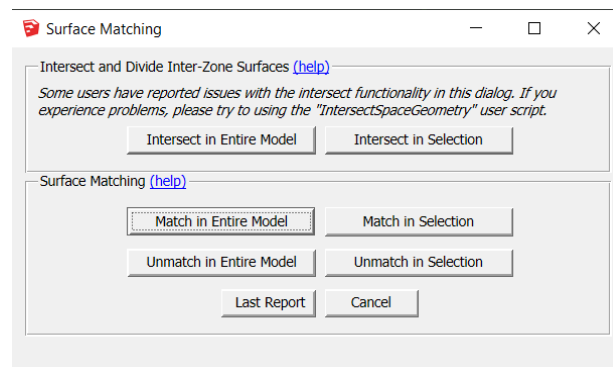 Surface Matching
Intersect and Divide Inter-Zone Surfaces (help)
Some users have reported issues with the intersect functionality in this dialog. If you
experience problems, please try to using the "IntersectSpaceGeometry" user script.
Intersect in Entire Model Intersect in Selection
Surface Matching (help)
Match in Entire Model Match in Selection
Unmatch in Entire Model Unmatch in Selection
Last Report Cancel